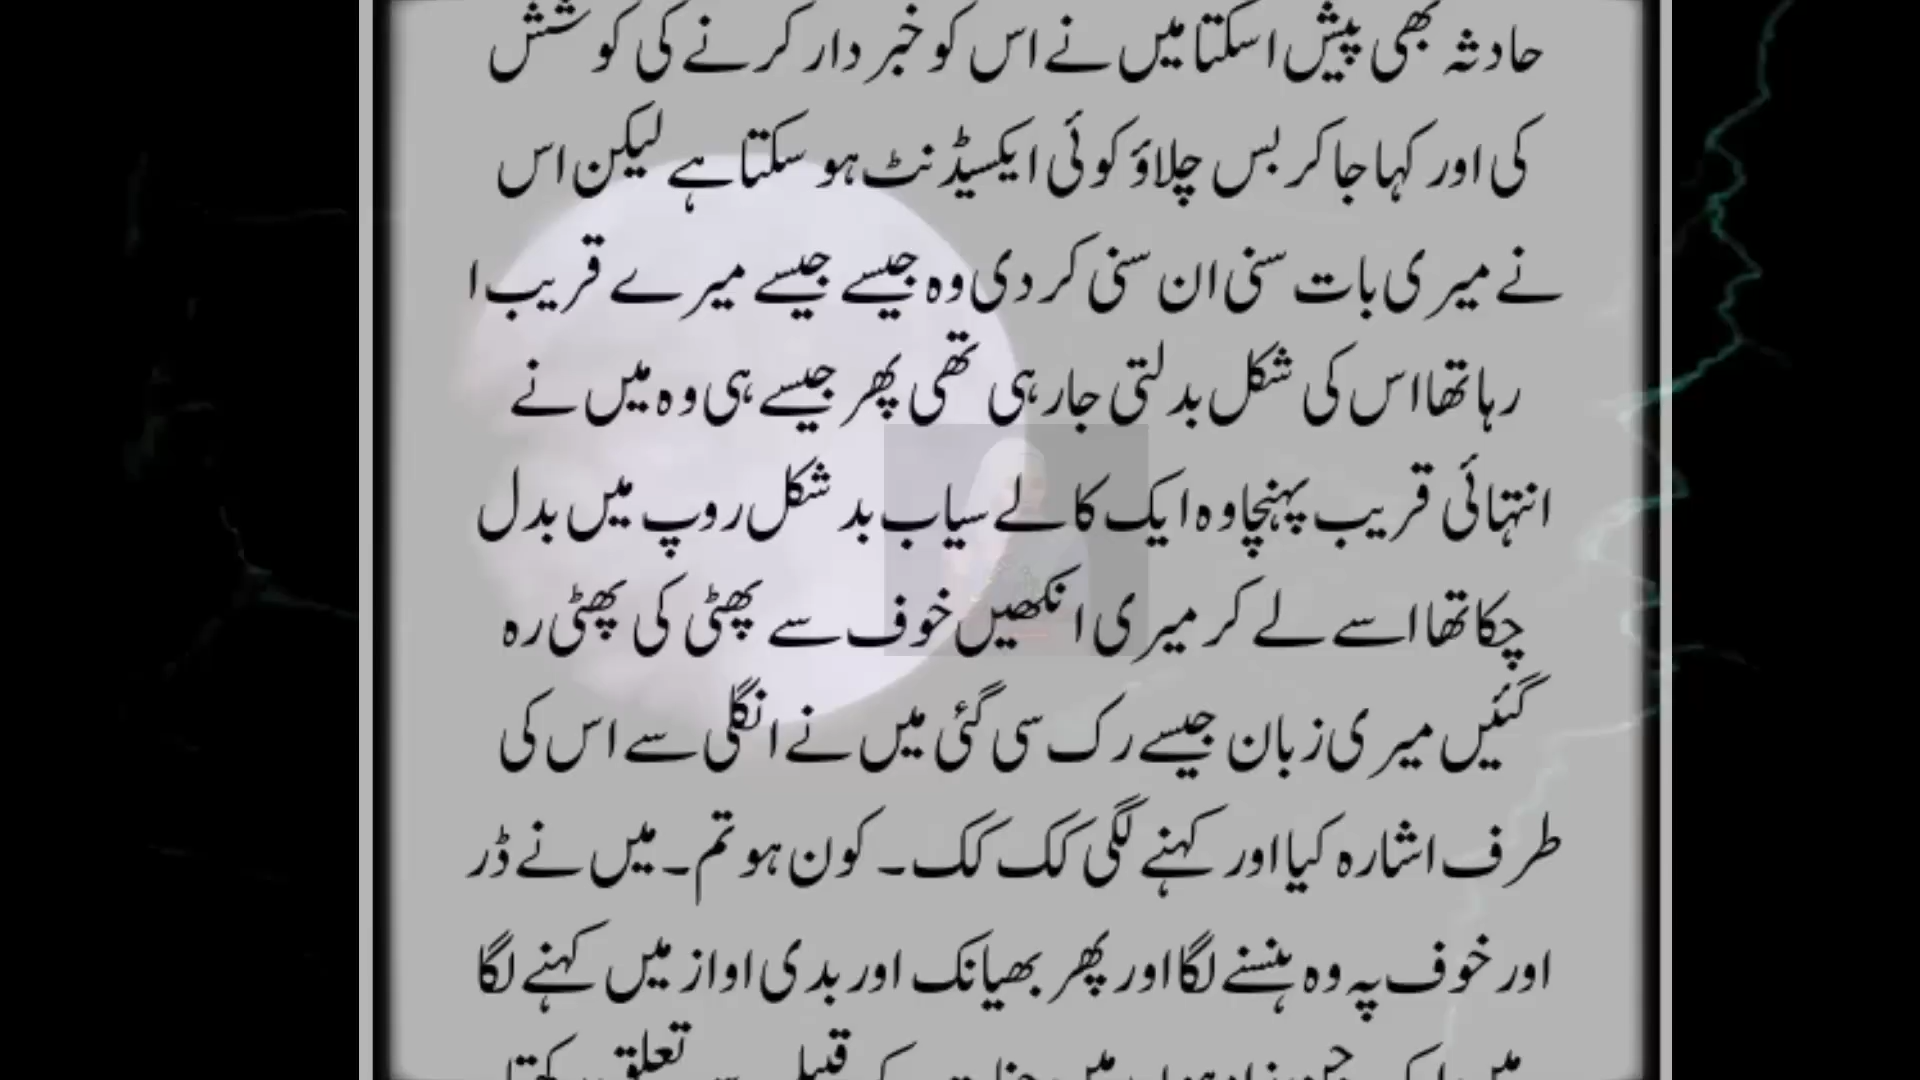 حادثہ بھی پیش اسکتا میں نے اس کو خبر دار کرنے کی کوشش
کی اور کہا جا کر بس چلاؤ کوئی ایکسیڈنٹ ہو سکتا ہے لیکن اس
نے میری بات سنی ان سنی کر دی وہ جیسے جیسے میرے قریب ا
رہا تھا اس کی شکل بدلتی جا رہی تھی پھر جیسے ہی وہ میں نے
انتہائی قریب پہنچا وہ ایک کالے سیاب بد شکل روپ میں بدل
چکا تھا اسے لے کر میری انکھیں خوف سے پھٹی کی پھٹی رہ
گئیں میری زبان جیسے رک سی گئی میں نے انگلی سے اس کی
طرف اشارہ کیا اور کہنے لگی کک کک۔ کون ہو تم۔ میں نے ڈر
اور خوف پہ وہ ہنسنے لگا اور پھر بھیانک اور بدی اواز میں کہنے لگا
تعلق